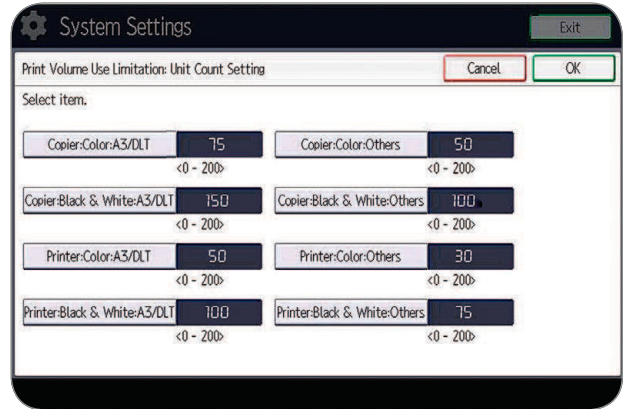 System Settings
Exit
Print Volume Use Limitation: Unit Count Setting
Cancel
OK
Select item.
Copier:Color:A3/DLT 75 Copier:Color:Others 50
<0 - 200> <0 - 200>
Copier:Black & White:A3/DLT 150 Copier:Black & White:Others 100
<0 - 200> <0 - 200>
Printer:Color:A3/DLT 50 Printer:Color:Others 30
<0 - 200> <0 - 200>
Printer:Black & White:A3/DLT 100 Printer:Black & White:Others 75
<0 - 200> <0 - 200>